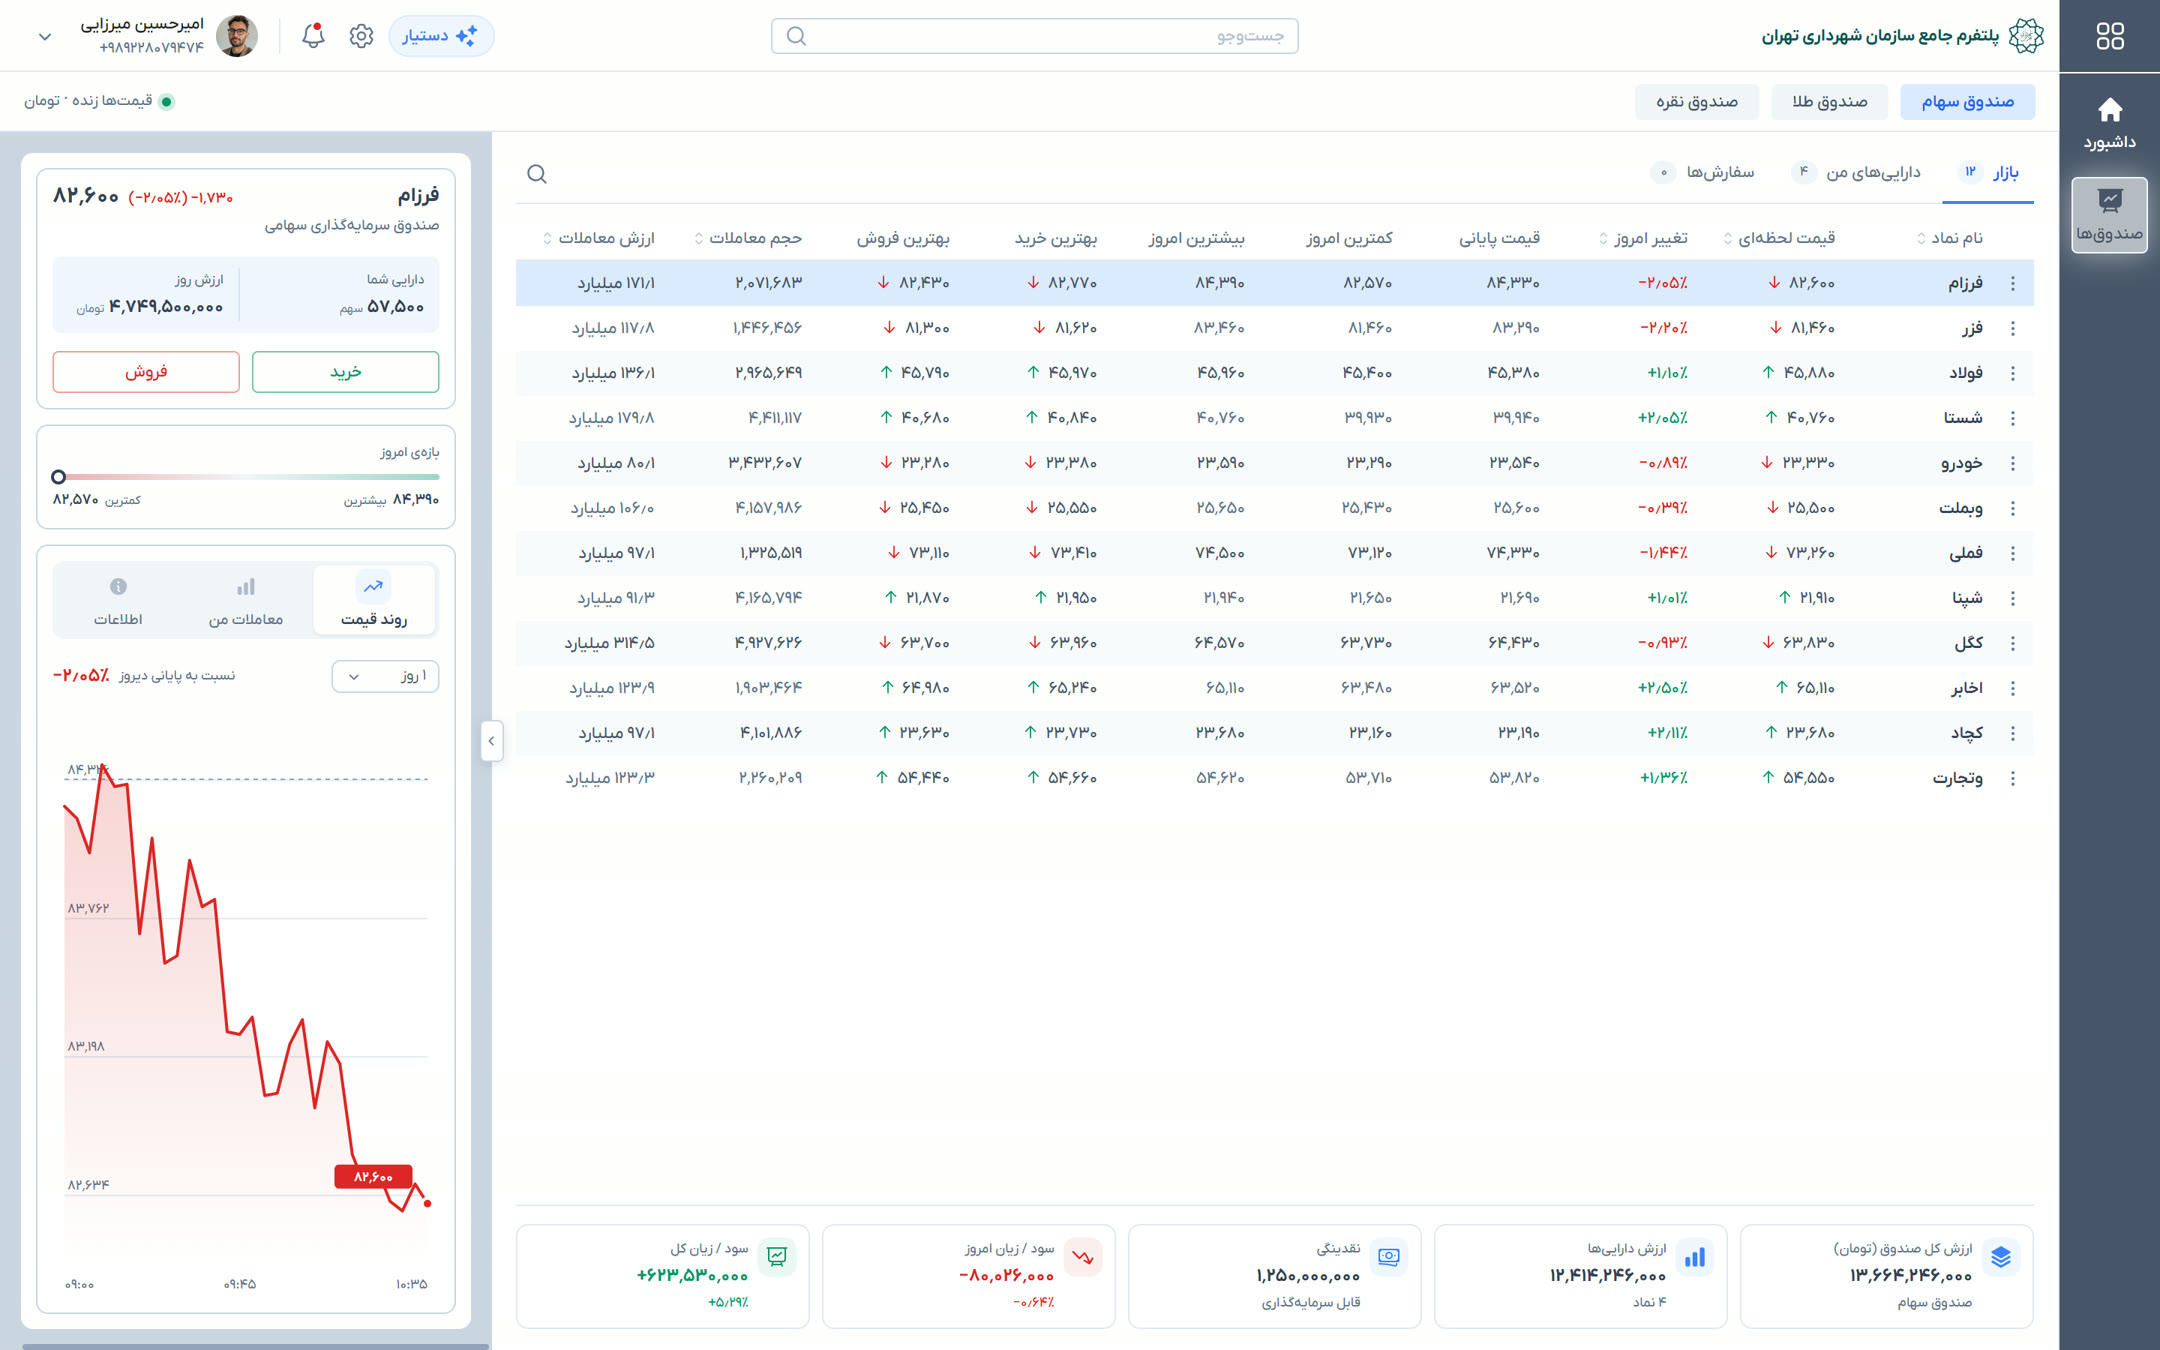 پلتفرم جامع سازمان شهرداری تهران
جست‌وجو
دستیار
امیرحسین میرزایی
+۹۸۹۲۲۸۰۷۹۴۷۴
داشبورد
صندوق‌ها
صندوق سهام
صندوق طلا
صندوق نقره
قیمت‌ها زنده · تومان
بازار ۱۲
دارایی‌های من ۴
سفارش‌ها ۰
نام نماد قیمت لحظه‌ای تغییر امروز قیمت پایانی کمترین امروز بیشترین امروز بهترین خرید بهترین فروش حجم معاملات ارزش معاملات
فرزام ۸۲,۶۰۰ ↓ −۲٫۰۵٪ ۸۴,۳۳۰ ۸۲,۵۷۰ ۸۴,۳۹۰ ۸۲,۷۷۰ ↓ ۸۲,۴۳۰ ↓ ۲,۰۷۱,۶۸۳ ۱۷۱٫۱ میلیارد
فزر ۸۱,۴۶۰ ↓ −۲٫۲۰٪ ۸۳,۲۹۰ ۸۱,۴۶۰ ۸۳,۴۶۰ ۸۱,۶۲۰ ↓ ۸۱,۳۰۰ ↓ ۱,۴۴۶,۴۵۶ ۱۱۷٫۸ میلیارد
فولاد ۴۵,۸۸۰ ↑ +۱٫۱۰٪ ۴۵,۳۸۰ ۴۵,۴۰۰ ۴۵,۹۶۰ ۴۵,۹۷۰ ↑ ۴۵,۷۹۰ ↑ ۲,۹۶۵,۶۴۹ ۱۳۶٫۱ میلیارد
شستا ۴۰,۷۶۰ ↑ +۲٫۰۵٪ ۳۹,۹۴۰ ۳۹,۹۳۰ ۴۰,۷۶۰ ۴۰,۸۴۰ ↑ ۴۰,۶۸۰ ↑ ۴,۴۱۱,۱۱۷ ۱۷۹٫۸ میلیارد
خودرو ۲۳,۳۳۰ ↓ −۰٫۸۹٪ ۲۳,۵۴۰ ۲۳,۲۹۰ ۲۳,۵۹۰ ۲۳,۳۸۰ ↓ ۲۳,۲۸۰ ↓ ۳,۴۳۲,۶۰۷ ۸۰٫۱ میلیارد
وبملت ۲۵,۵۰۰ ↓ −۰٫۳۹٪ ۲۵,۶۰۰ ۲۵,۴۳۰ ۲۵,۶۵۰ ۲۵,۵۵۰ ↓ ۲۵,۴۵۰ ↓ ۴,۱۵۷,۹۸۶ ۱۰۶٫۰ میلیارد
فملی ۷۳,۲۶۰ ↓ −۱٫۴۴٪ ۷۴,۳۳۰ ۷۳,۱۲۰ ۷۴,۵۰۰ ۷۳,۴۱۰ ↓ ۷۳,۱۱۰ ↓ ۱,۳۲۵,۵۱۹ ۹۷٫۱ میلیارد
شپنا ۲۱,۹۱۰ ↑ +۱٫۰۱٪ ۲۱,۶۹۰ ۲۱,۶۵۰ ۲۱,۹۴۰ ۲۱,۹۵۰ ↑ ۲۱,۸۷۰ ↑ ۴,۱۶۵,۷۹۴ ۹۱٫۳ میلیارد
کگل ۶۳,۸۳۰ ↓ −۰٫۹۳٪ ۶۴,۴۳۰ ۶۳,۷۳۰ ۶۴,۵۷۰ ۶۳,۹۶۰ ↓ ۶۳,۷۰۰ ↓ ۴,۹۲۷,۶۲۶ ۳۱۴٫۵ میلیارد
اخابر ۶۵,۱۱۰ ↑ +۲٫۵۰٪ ۶۳,۵۲۰ ۶۳,۴۸۰ ۶۵,۱۱۰ ۶۵,۲۴۰ ↑ ۶۴,۹۸۰ ↑ ۱,۹۰۳,۴۶۴ ۱۲۳٫۹ میلیارد
کچاد ۲۳,۶۸۰ ↑ +۲٫۱۱٪ ۲۳,۱۹۰ ۲۳,۱۶۰ ۲۳,۶۸۰ ۲۳,۷۳۰ ↑ ۲۳,۶۳۰ ↑ ۴,۱۰۱,۸۸۶ ۹۷٫۱ میلیارد
وتجارت ۵۴,۵۵۰ ↑ +۱٫۳۶٪ ۵۳,۸۲۰ ۵۳,۷۱۰ ۵۴,۶۲۰ ۵۴,۶۶۰ ↑ ۵۴,۴۴۰ ↑ ۲,۲۶۰,۲۰۹ ۱۲۳٫۳ میلیارد
ارزش کل صندوق (تومان)
۱۳,۶۶۴,۲۴۶,۰۰۰
صندوق سهام
ارزش دارایی‌ها
۱۲,۴۱۴,۲۴۶,۰۰۰
۴ نماد
نقدینگی
۱,۲۵۰,۰۰۰,۰۰۰
قابل سرمایه‌گذاری
سود / زیان امروز
−۸۰,۰۲۶,۰۰۰
−۰٫۶۴٪
سود / زیان کل
+۶۲۳,۵۳۰,۰۰۰
+۵٫۲۹٪
فرزام
−۱,۷۳۰ (−۲٫۰۵٪) ۸۲,۶۰۰
صندوق سرمایه‌گذاری سهامی
دارایی شما
۵۷,۵۰۰ سهم
ارزش روز
۴,۷۴۹,۵۰۰,۰۰۰ تومان
خرید
فروش
بازه‌ی امروز
۸۴,۳۹۰ بیشترین
کمترین ۸۲,۵۷۰
روند قیمت
معاملات من
اطلاعات
۱ روز
نسبت به پایانی دیروز −۲٫۰۵٪
۸۳,۷۶۲
۸۳,۱۹۸
۸۲,۶۰۰
۸۲,۶۳۴
۰۹:۰۰ ۰۹:۴۵ ۱۰:۳۵